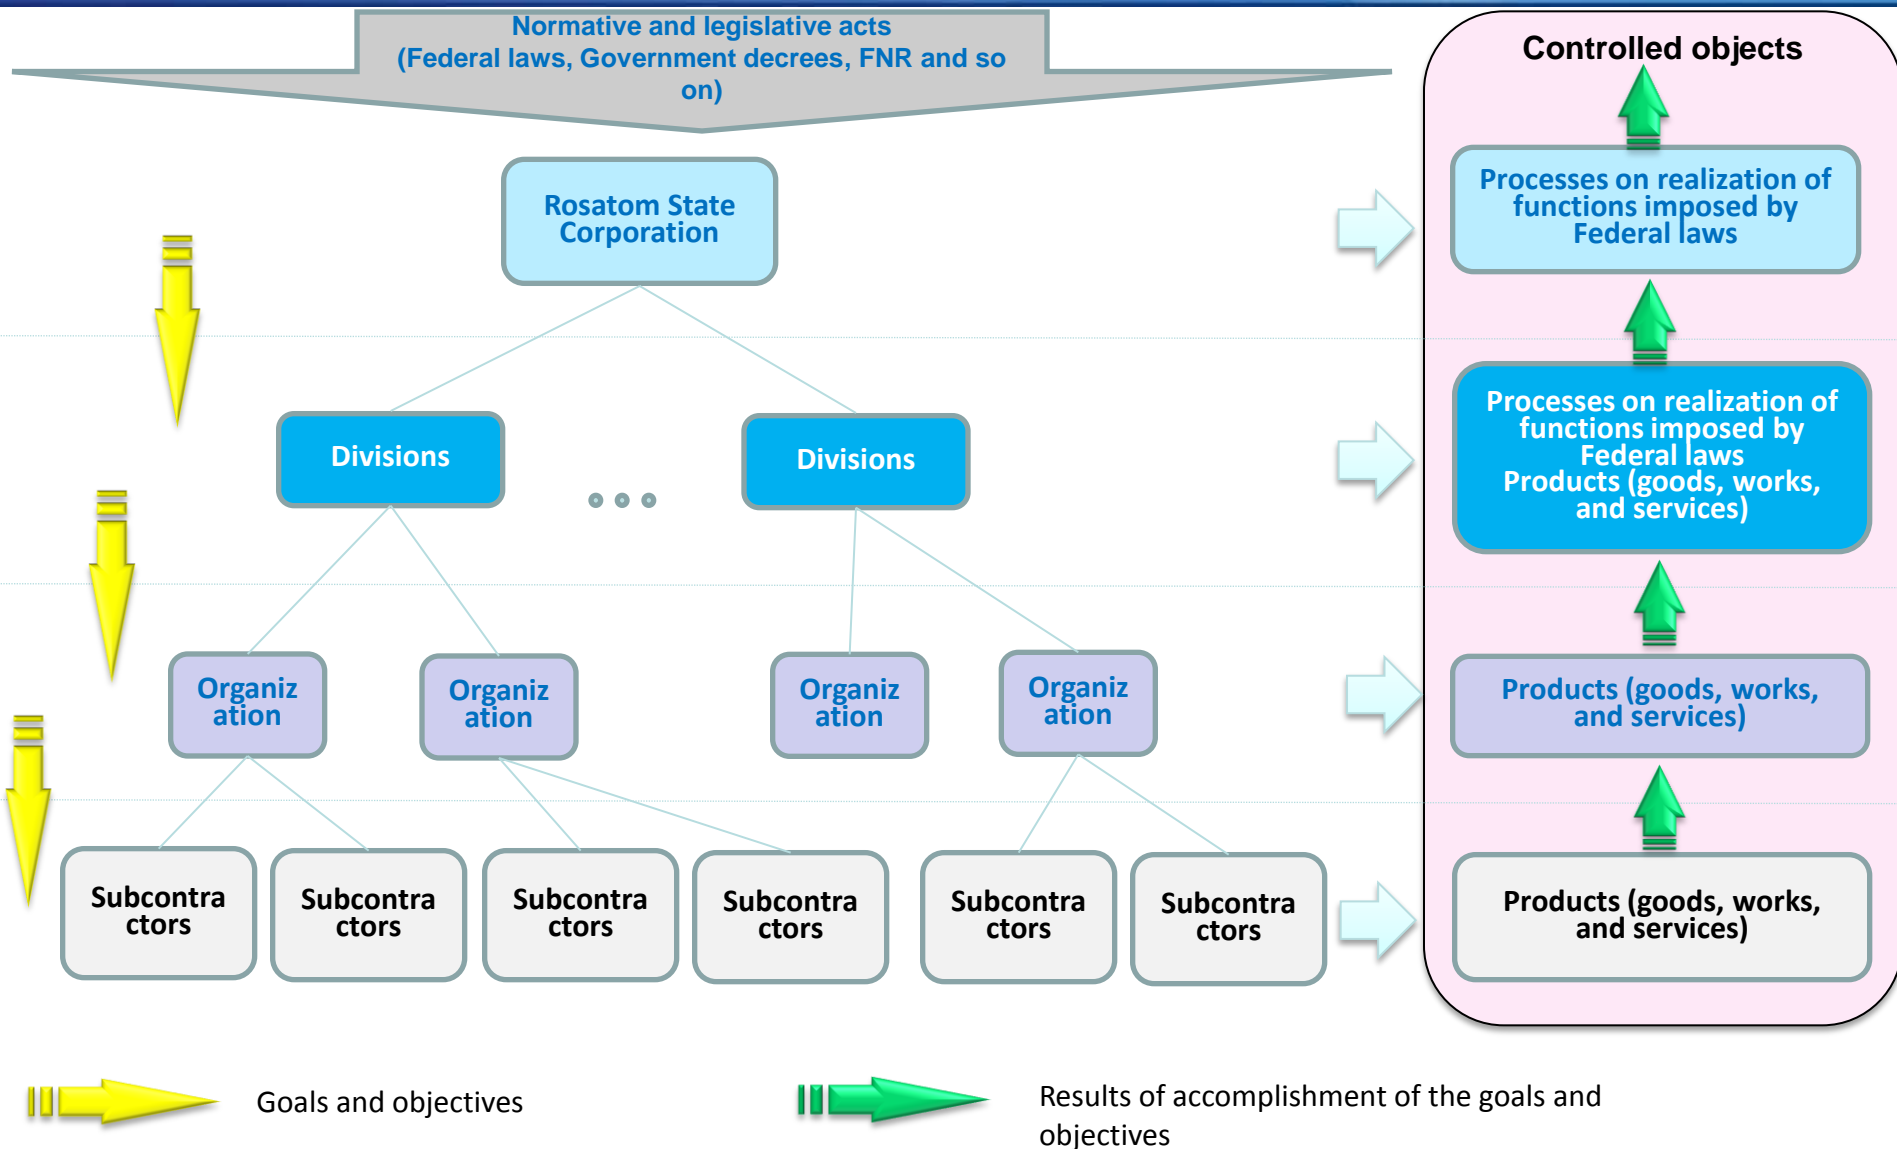 Normative and legislative acts
(Federal laws, Government decrees, FNR and so
on)
Controlled objects
Rosatom State
Corporation
Processes on realization of
functions imposed by
Federal laws
Divisions
Divisions
Processes on realization of
functions imposed by
Federal laws
Products (goods, works,
and services)
Organiz
ation
Organiz
ation
Organiz
ation
Organiz
ation
Products (goods, works,
and services)
Subcontra
ctors
Subcontra
ctors
Subcontra
ctors
Subcontra
ctors
Subcontra
ctors
Subcontra
ctors
Products (goods, works,
and services)
Goals and objectives
Results of accomplishment of the goals and
objectives